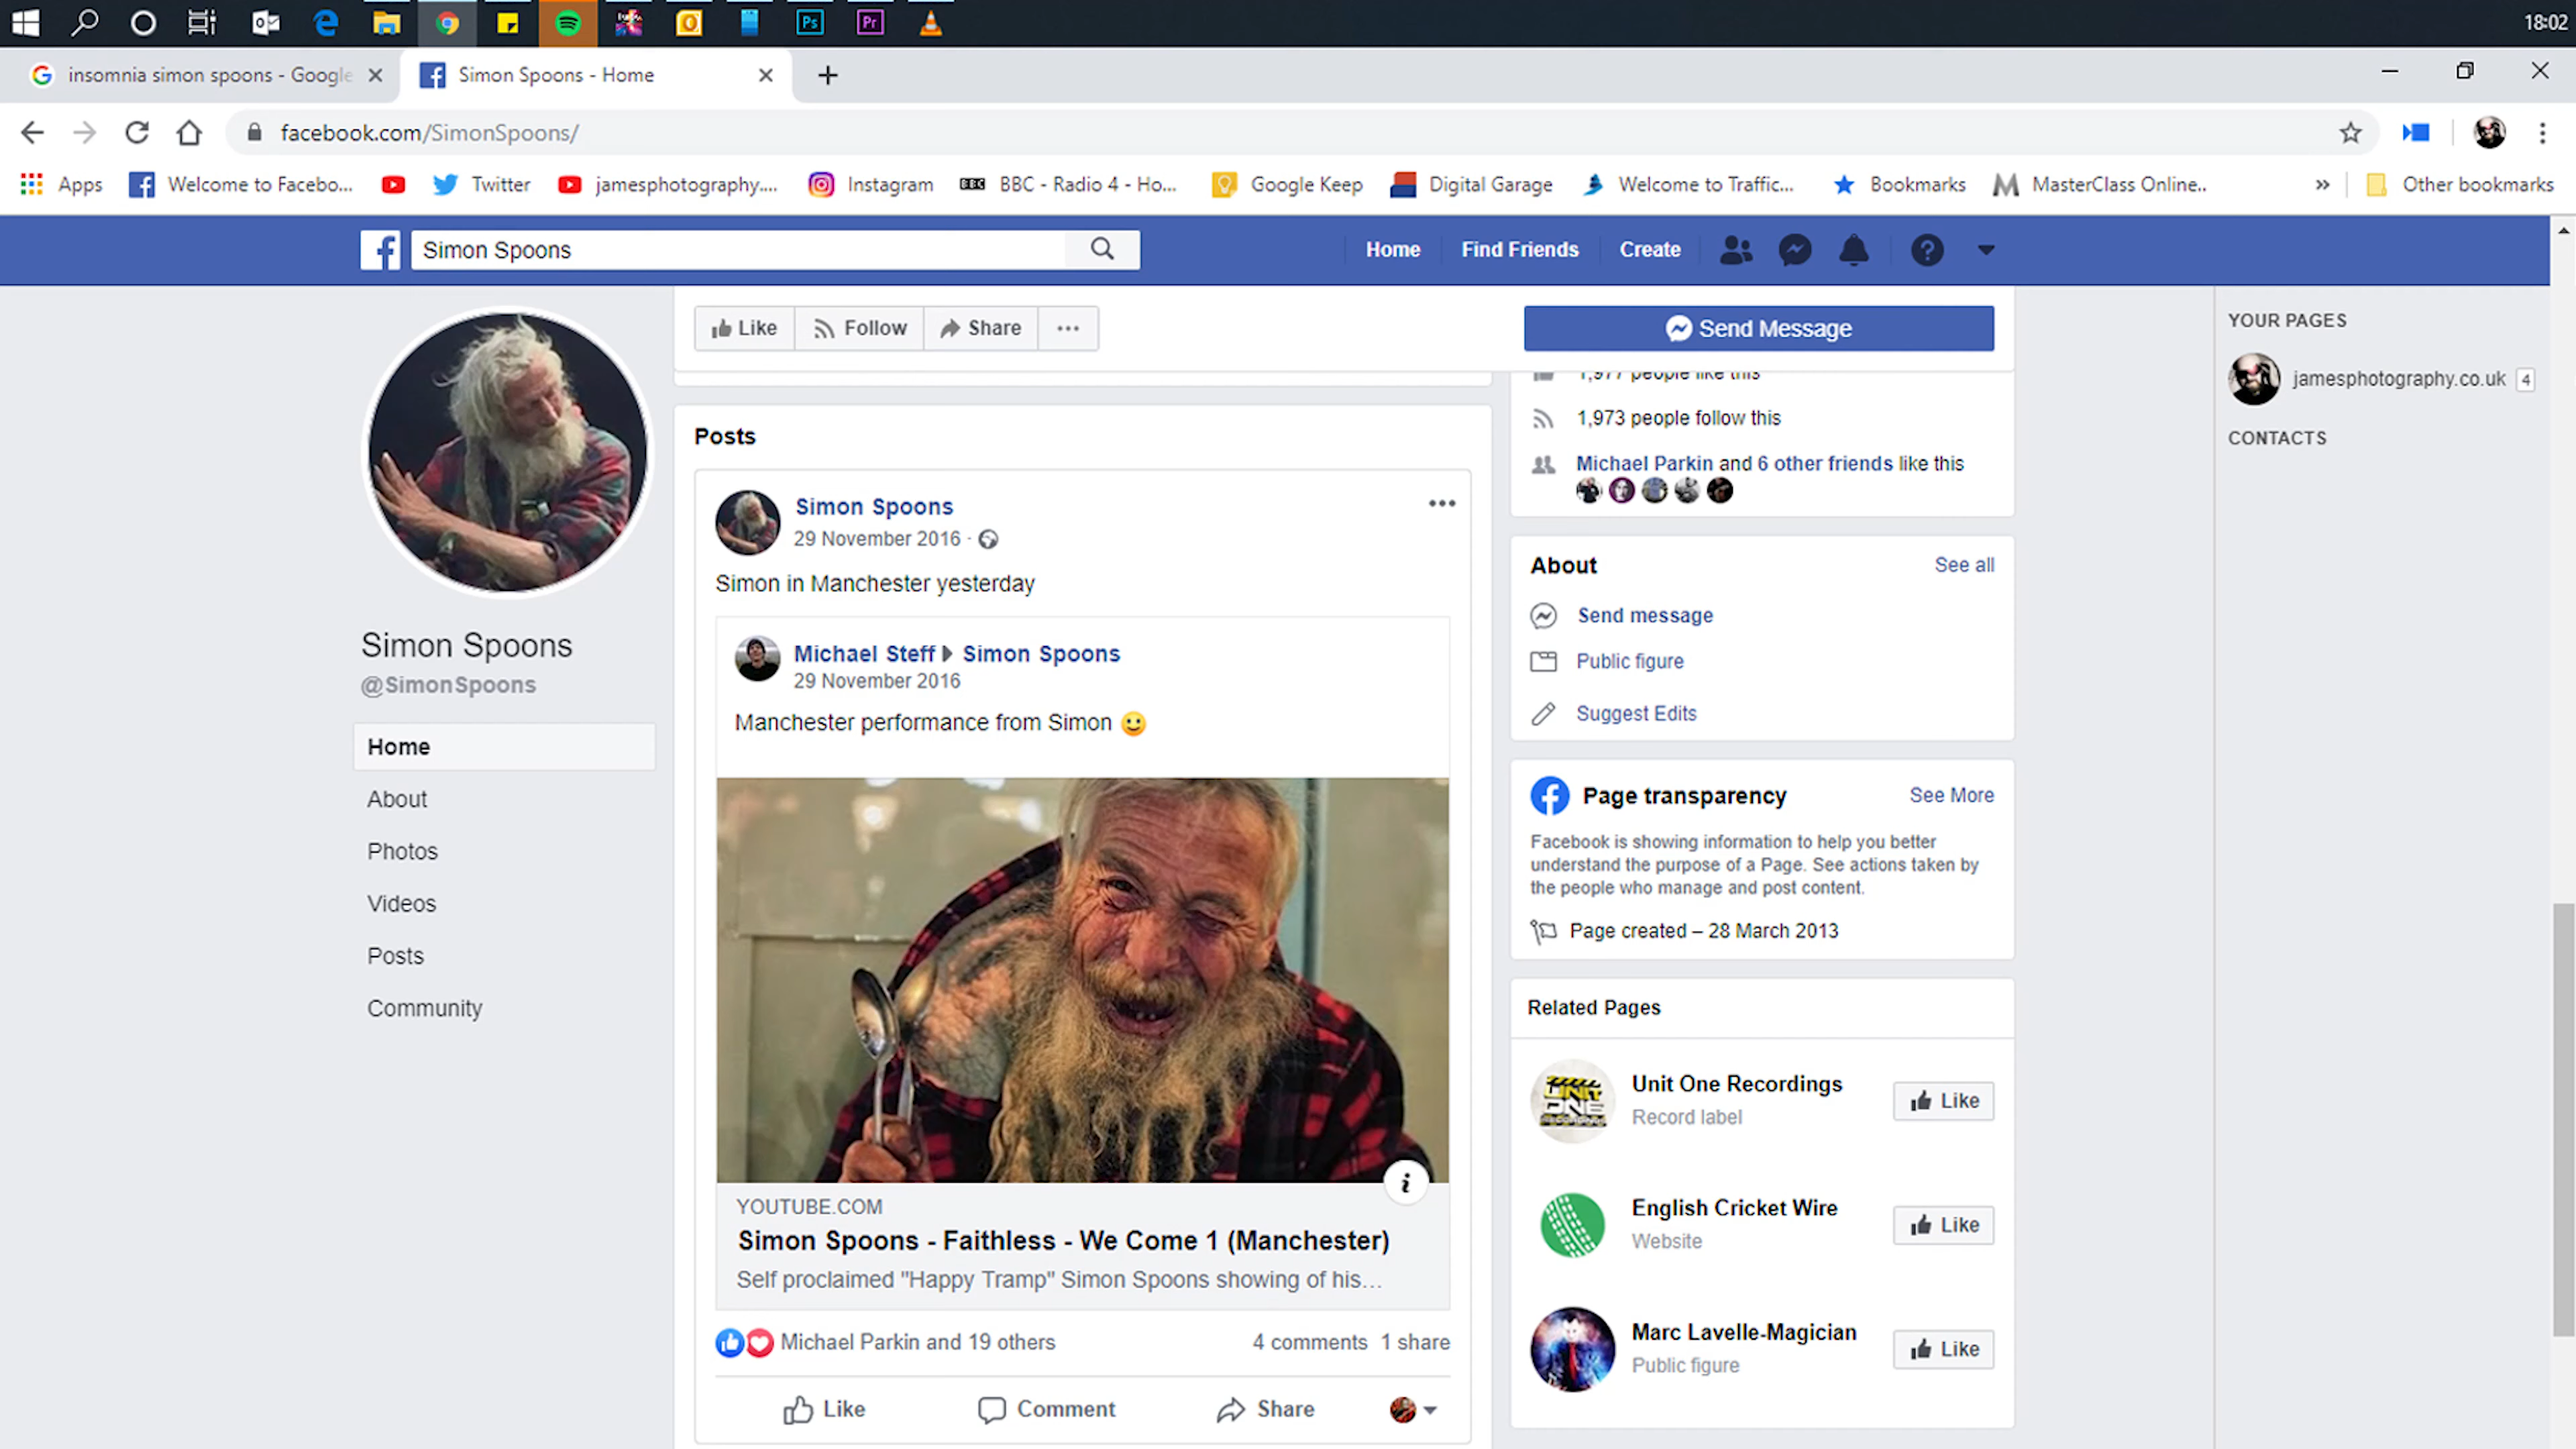 18:02
insomnia simon spoons - Google
Simon Spoons - Home
facebook.com/SimonSpoons/
Apps
Welcome to Facebo...
Twitter
jamesphotography....
Instagram
BBC BBC - Radio 4 - Ho...
Google Keep
Digital Garage
Welcome to Traffic...
Bookmarks
MasterClass Online..
»
Other bookmarks
Simon Spoons
Home
Find Friends
Create
Like
Follow
Share
Send Message
YOUR PAGES
jamesphotography.co.uk 4
CONTACTS
Simon Spoons
@SimonSpoons
Home
About
Photos
Videos
Posts
Community
Posts
Simon Spoons
29 November 2016 ·
Simon in Manchester yesterday
Michael Steff Simon Spoons
29 November 2016
Manchester performance from Simon 🙂
YOUTUBE.COM
Simon Spoons - Faithless - We Come 1 (Manchester)
Self proclaimed "Happy Tramp" Simon Spoons showing of his...
Michael Parkin and 19 others
4 comments 1 share
Like
Comment
Share
1,977 people like this
1,973 people follow this
Michael Parkin and 6 other friends like this
About
See all
Send message
Public figure
Suggest Edits
Page transparency
See More
Facebook is showing information to help you better
understand the purpose of a Page. See actions taken by
the people who manage and post content.
Page created – 28 March 2013
Related Pages
UNIT
ONE
Unit One Recordings
Record label
Like
English Cricket Wire
Website
Like
Marc Lavelle-Magician
Public figure
Like